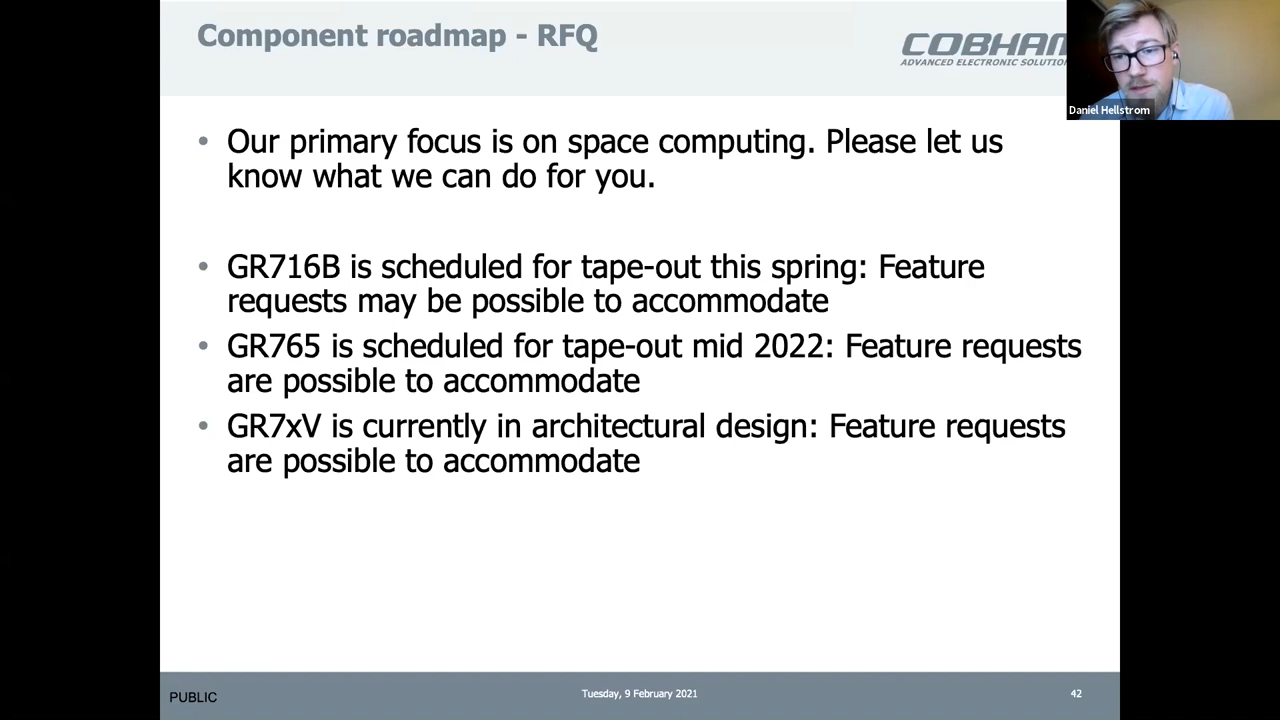 Component roadmap - RFQ
COBHAM
ADVANCED ELECTRONIC SOLUTION
Daniel Hellstrom
• Our primary focus is on space computing. Please let us
know what we can do for you.
• GR716B is scheduled for tape-out this spring: Feature
requests may be possible to accommodate
• GR765 is scheduled for tape-out mid 2022: Feature requests
are possible to accommodate
• GR7xV is currently in architectural design: Feature requests
are possible to accommodate
PUBLIC
Tuesday, 9 February 2021
42